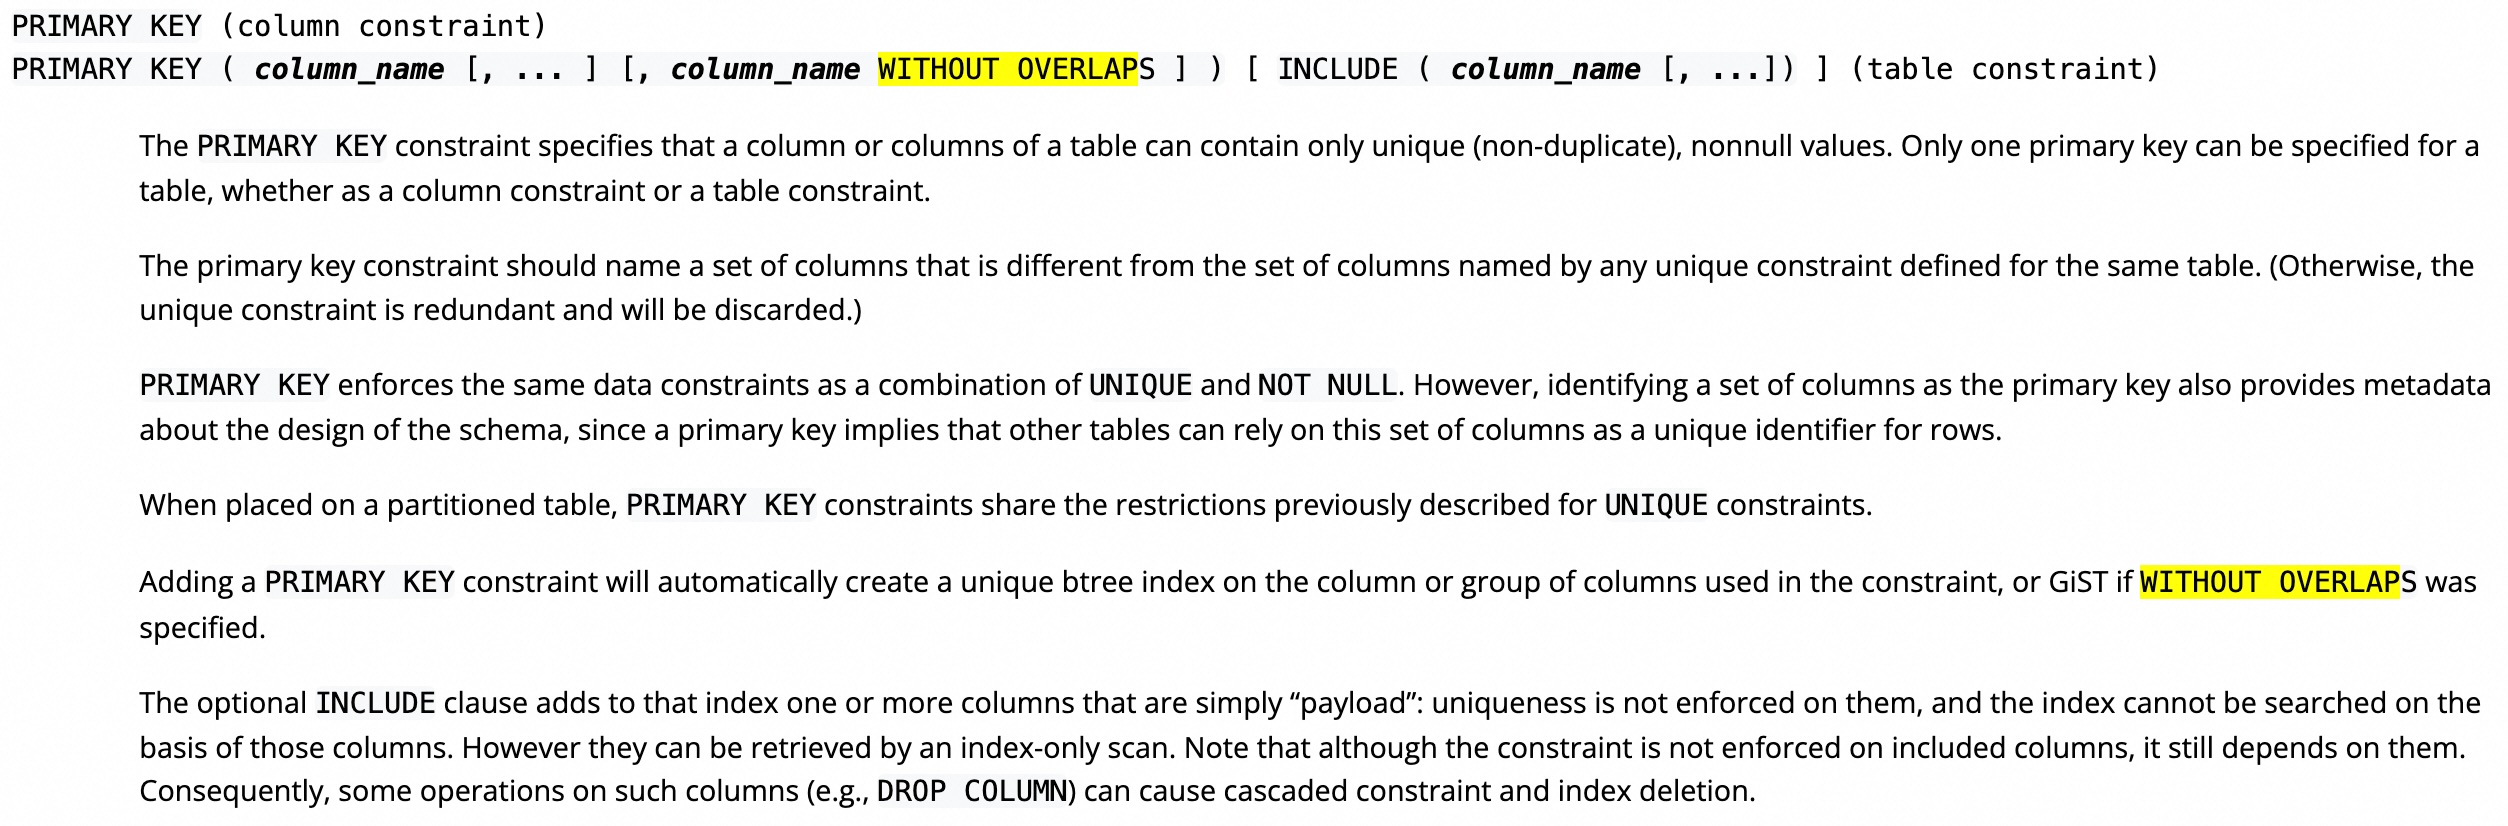 PRIMARY KEY (column constraint)
PRIMARY KEY ( column_name [, ... ] [, column_name WITHOUT OVERLAPS ] ) [ INCLUDE ( column_name [, ...]) ] (table constraint)
The PRIMARY KEY constraint specifies that a column or columns of a table can contain only unique (non-duplicate), nonnull values. Only one primary key can be specified for a
table, whether as a column constraint or a table constraint.
The primary key constraint should name a set of columns that is different from the set of columns named by any unique constraint defined for the same table. (Otherwise, the
unique constraint is redundant and will be discarded.)
PRIMARY KEY enforces the same data constraints as a combination of UNIQUE and NOT NULL. However, identifying a set of columns as the primary key also provides metadata
about the design of the schema, since a primary key implies that other tables can rely on this set of columns as a unique identifier for rows.
When placed on a partitioned table, PRIMARY KEY constraints share the restrictions previously described for UNIQUE constraints.
Adding a PRIMARY KEY constraint will automatically create a unique btree index on the column or group of columns used in the constraint, or GiST if WITHOUT OVERLAPS was
specified.
The optional INCLUDE clause adds to that index one or more columns that are simply “payload”: uniqueness is not enforced on them, and the index cannot be searched on the
basis of those columns. However they can be retrieved by an index-only scan. Note that although the constraint is not enforced on included columns, it still depends on them.
Consequently, some operations on such columns (e.g., DROP COLUMN) can cause cascaded constraint and index deletion.